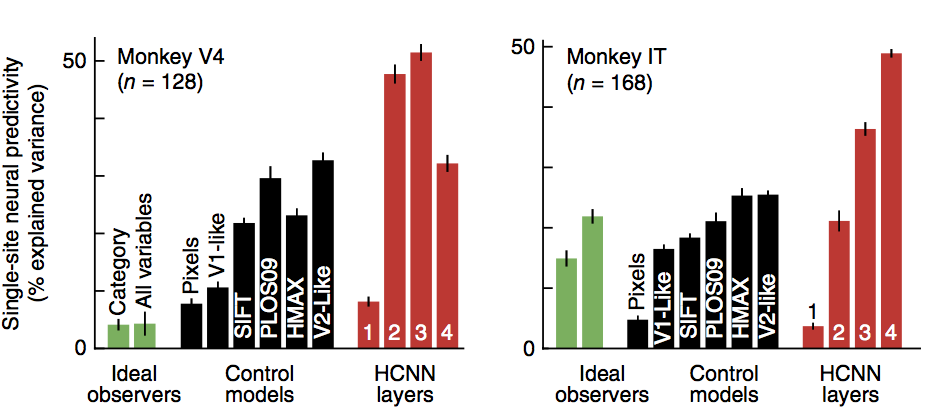 Single-site neural predictivity
(% explained variance)
50
0
Monkey V4
(n = 128)
Category
All variables
Pixels
V1-like
SIFT
PLOS09
HMAX
V2-Like
1
2
3
4
Ideal
observers
Control
models
HCNN
layers
50
0
Monkey IT
(n = 168)
Pixels
V1-Like
SIFT
PLOS09
HMAX
V2-like
1
2
3
4
Ideal
observers
Control
models
HCNN
layers